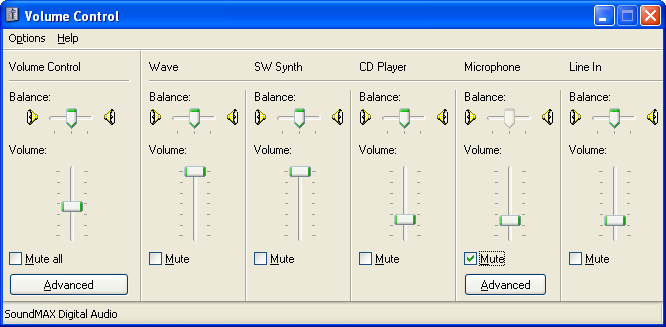 Volume Control
Options Help
Volume Control Wave SW Synth CD Player Microphone Line In
Balance: Balance: Balance: Balance: Balance: Balance:
Volume: Volume: Volume: Volume: Volume: Volume:
Mute all Mute Mute Mute Mute Mute
Advanced Advanced
SoundMAX Digital Audio